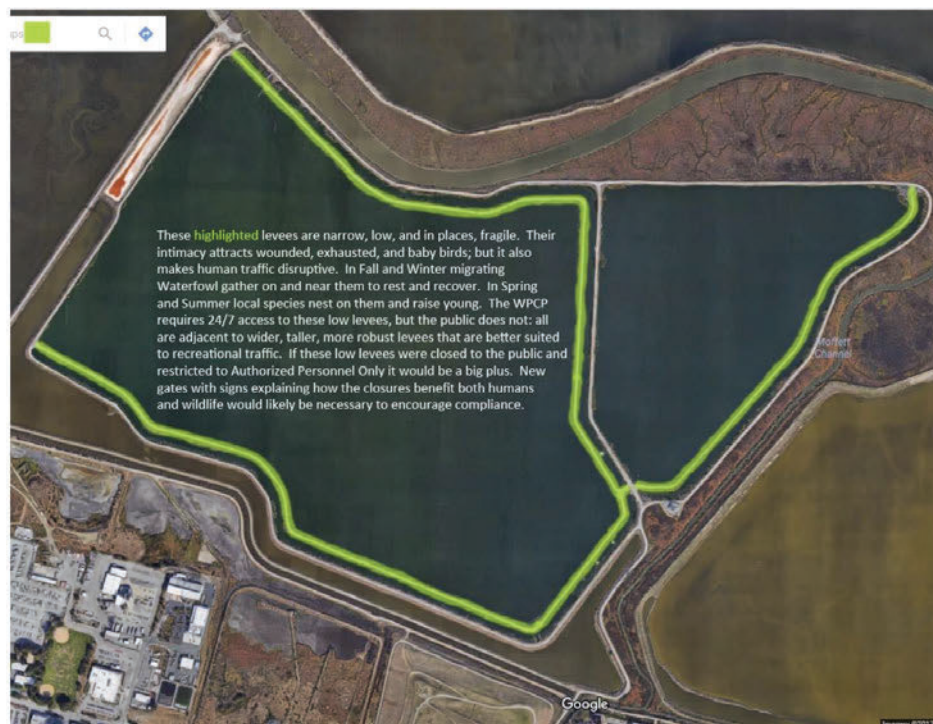 ps
These highlighted levees are narrow, low, and in places, fragile. Their
intimacy attracts wounded, exhausted, and baby birds; but it also
makes human traffic disruptive. In Fall and Winter migrating
Waterfowl gather on and near them to rest and recover. In Spring
and Summer local species nest on them and raise young. The WPCP
requires 24/7 access to these low levees, but the public does not: all
are adjacent to wider, taller, more robust levees that are better suited
to recreational traffic. If these low levees were closed to the public and
restricted to Authorized Personnel Only it would be a big plus. New
gates with signs explaining how the closures benefit both humans
and wildlife would likely be necessary to encourage compliance.
Moffett
Channel
Google